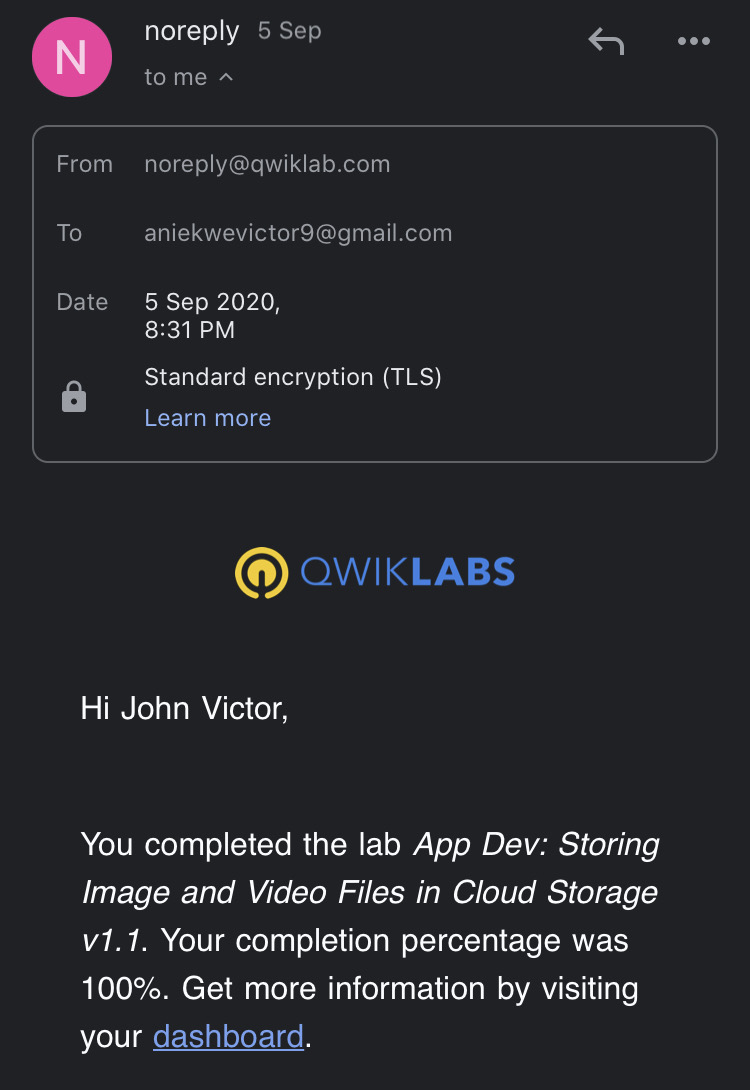 N
noreply 5 Sep
to me
From noreply@qwiklab.com
To aniekwevictor9@gmail.com
Date 5 Sep 2020,
8:31 PM
Standard encryption (TLS)
Learn more
QWIKLABS
Hi John Victor,
You completed the lab App Dev: Storing
Image and Video Files in Cloud Storage
v1.1. Your completion percentage was
100%. Get more information by visiting
your dashboard.